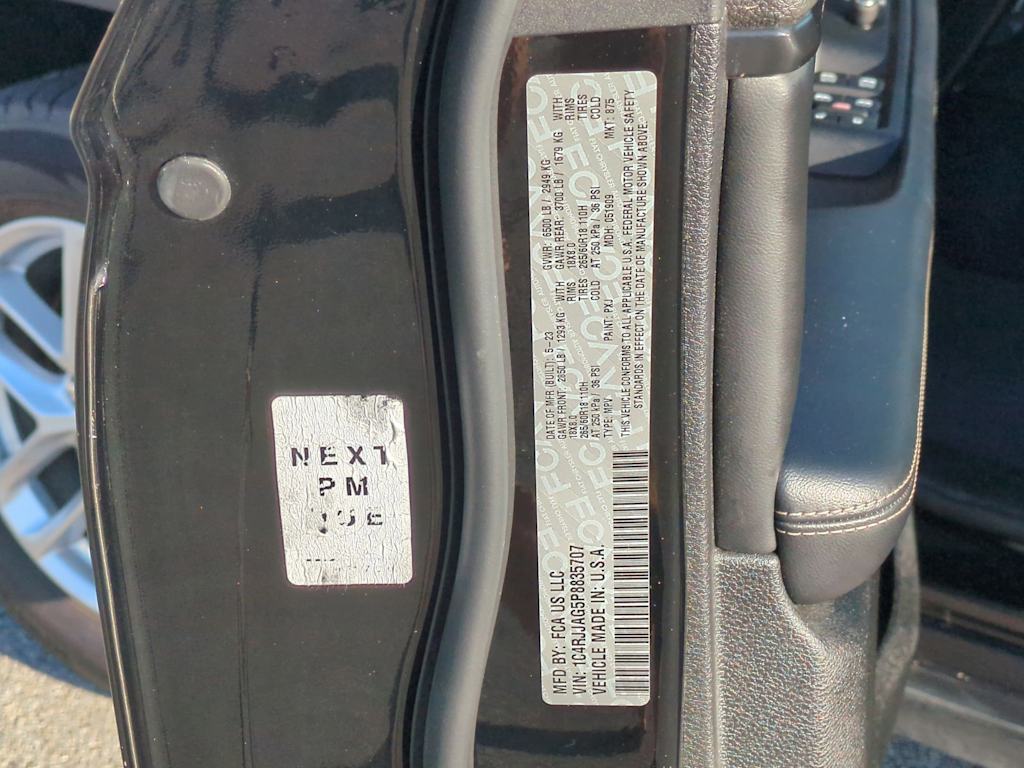 NEXT
PM
MFD BY: FCA US LLC
VIN: 1C4RJJAG5P8835707
VEHICLE MADE IN: U.S.A.
DATE OF MFR (BUILT): 5-23 GVWR: 6500 LB / 2949 KG
GAWR FRONT: 2850 LB / 1293 KG WITH GAWR REAR: 3700 LB / 1679 KG WITH
18X8.0 RIMS 18X8.0 RIMS
265/60R18 110H TIRES 265/60R18 110H TIRES
AT 250 kPa / 36 PSI COLD AT 250 kPa / 36 PSI COLD
TYPE: MPV PAINT: PXJ MDH: 051909 MKT: 875
THIS VEHICLE CONFORMS TO ALL APPLICABLE U.S.A. FEDERAL MOTOR VEHICLE SAFETY
STANDARDS IN EFFECT ON THE DATE OF MANUFACTURE SHOWN ABOVE.